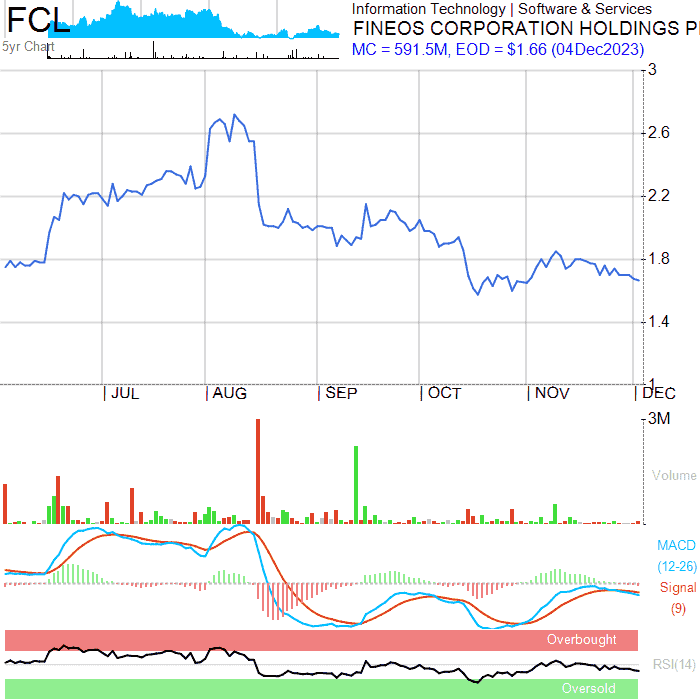 FCL
5yr Chart
Information Technology | Software & Services
FINEOS CORPORATION HOLDINGS P
MC = 591.5M, EOD = $1.66 (04Dec2023)
3
2.6
2.2
1.8
1.4
1
JUL
AUG
SEP
OCT
NOV
DEC
3M
Volume
MACD
(12-26)
Signal
(9)
Overbought
RSI(14)
Oversold